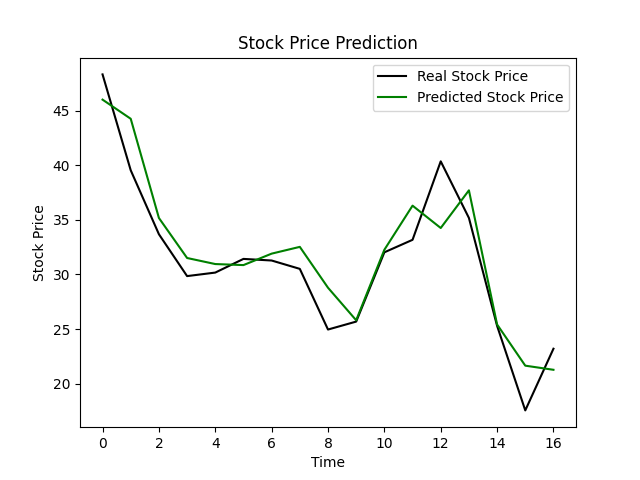 Stock Price Prediction
Real Stock Price
Predicted Stock Price
Stock Price
45
40
35
30
25
20
0 2 4 6 8 10 12 14 16
Time